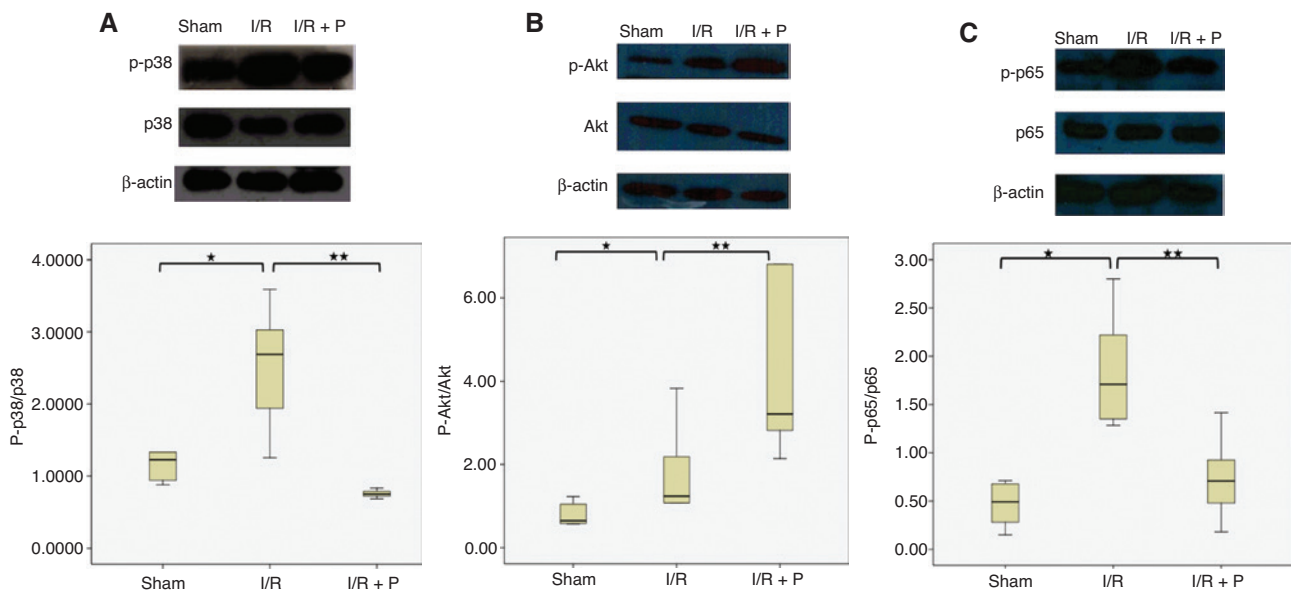 A
Sham I/R I/R + P
p-p38
p38
β-actin
★ ★★
4.0000
3.0000
2.0000
1.0000
0.0000
P-p38/p38
Sham I/R I/R + P
B
Sham I/R I/R + P
p-Akt
Akt
β-actin
★ ★★
6.00
4.00
2.00
0.00
P-Akt/Akt
Sham I/R I/R + P
C
Sham I/R I/R + P
p-p65
p65
β-actin
★ ★★
3.00
2.50
2.00
1.50
1.00
0.50
0.00
P-p65/p65
Sham I/R I/R + P